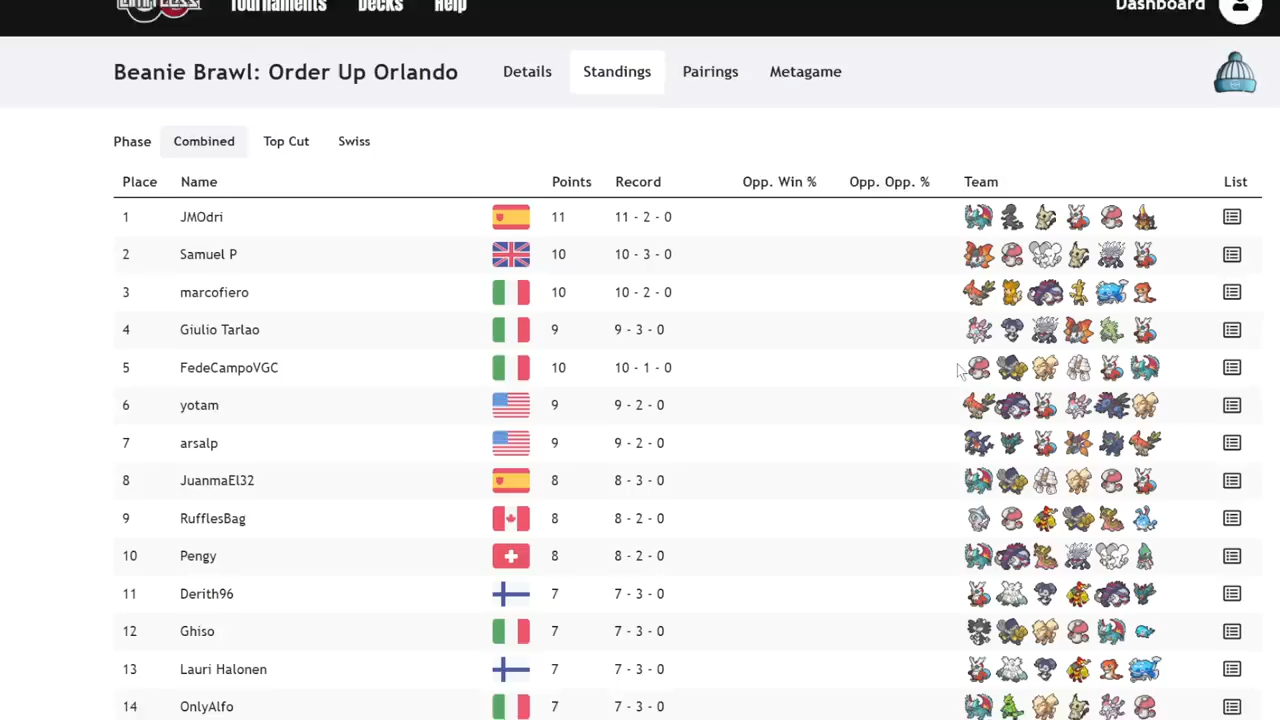 LIMITLESS Tournaments Decks Help Dashboard
Beanie Brawl: Order Up Orlando Details Standings Pairings Metagame
Phase Combined Top Cut Swiss
Place Name Points Record Opp. Win % Opp. Opp. % Team List
1 JMOdri 11 11 - 2 - 0
2 Samuel P 10 10 - 3 - 0
3 marcofiero 10 10 - 2 - 0
4 Giulio Tarlao 9 9 - 3 - 0
5 FedeCampoVGC 10 10 - 1 - 0
6 yotam 9 9 - 2 - 0
7 arsalp 9 9 - 2 - 0
8 JuanmaEl32 8 8 - 3 - 0
9 RufflesBag 8 8 - 2 - 0
10 Pengy 8 8 - 2 - 0
11 Derith96 7 7 - 3 - 0
12 Ghiso 7 7 - 3 - 0
13 Lauri Halonen 7 7 - 3 - 0
14 OnlyAlfo 7 7 - 3 - 0